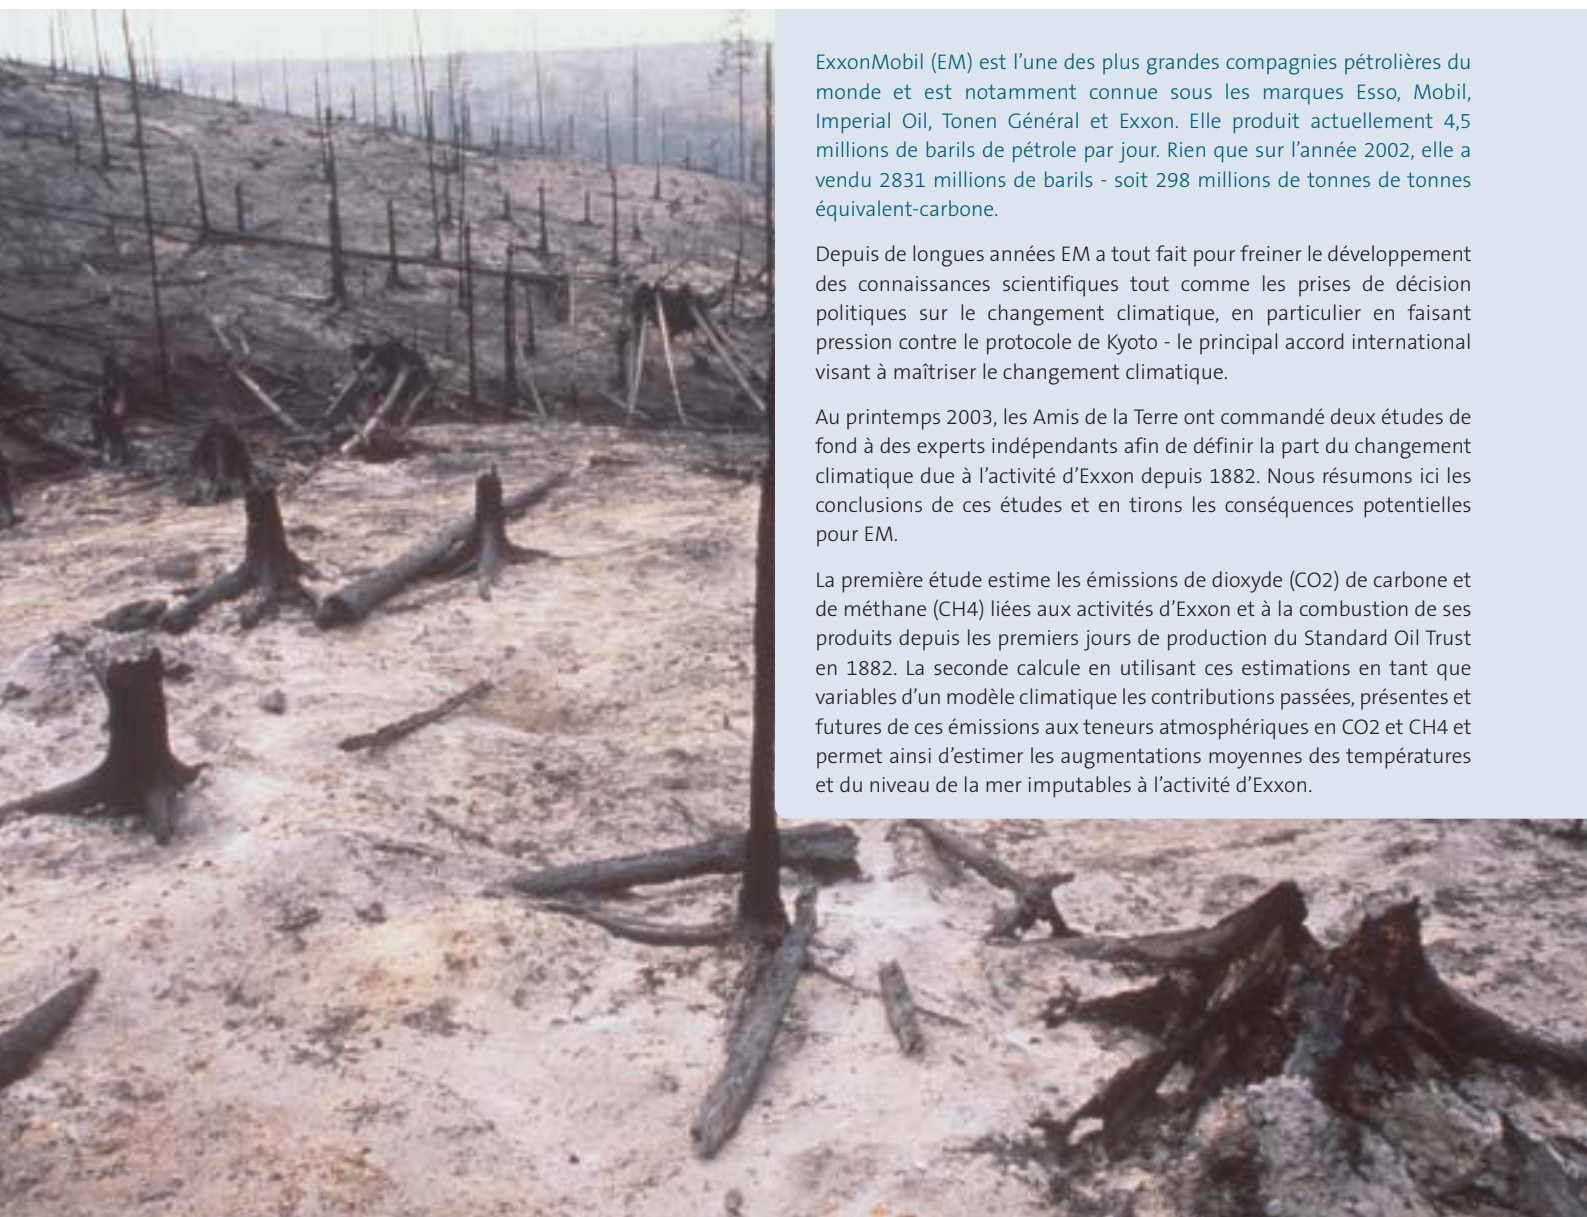 ExxonMobil (EM) est l’une des plus grandes compagnies pétrolières du
monde et est notamment connue sous les marques Esso, Mobil,
Imperial Oil, Tonen Général et Exxon. Elle produit actuellement 4,5
millions de barils de pétrole par jour. Rien que sur l’année 2002, elle a
vendu 2831 millions de barils - soit 298 millions de tonnes de tonnes
équivalent-carbone.
Depuis de longues années EM a tout fait pour freiner le développement
des connaissances scientifiques tout comme les prises de décision
politiques sur le changement climatique, en particulier en faisant
pression contre le protocole de Kyoto - le principal accord international
visant à maîtriser le changement climatique.
Au printemps 2003, les Amis de la Terre ont commandé deux études de
fond à des experts indépendants afin de définir la part du changement
climatique due à l’activité d’Exxon depuis 1882. Nous résumons ici les
conclusions de ces études et en tirons les conséquences potentielles
pour EM.
La première étude estime les émissions de dioxyde (CO2) de carbone et
de méthane (CH4) liées aux activités d’Exxon et à la combustion de ses
produits depuis les premiers jours de production du Standard Oil Trust
en 1882. La seconde calcule en utilisant ces estimations en tant que
variables d’un modèle climatique les contributions passées, présentes et
futures de ces émissions aux teneurs atmosphériques en CO2 et CH4 et
permet ainsi d’estimer les augmentations moyennes des températures
et du niveau de la mer imputables à l’activité d’Exxon.